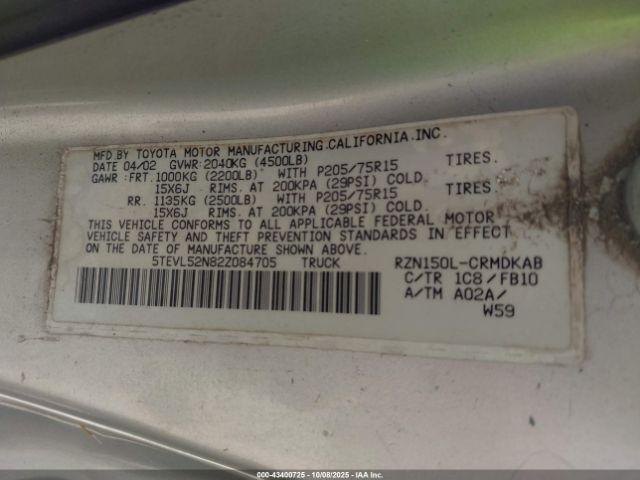 MFD.BY TOYOTA MOTOR MANUFACTURING.CALIFORNIA.INC.
DATE 04/02 GVWR:2040KG (4500LB)
GAWR:FRT.1000KG (2200LB) WITH P205/75R15 TIRES.
15X6J RIMS. AT 200KPA (29PSI) COLD.
RR. 1135KG (2500LB) WITH P205/75R15 TIRES.
15X6J RIMS. AT 200KPA (29PSI) COLD.
THIS VEHICLE CONFORMS TO ALL APPLICABLE FEDERAL MOTOR
VEHICLE SAFETY AND THEFT PREVENTION STANDARDS IN EFFECT
ON THE DATE OF MANUFACTURE SHOWN ABOVE.
5TEVL52N82Z084705 TRUCK RZN150L-CRMDKAB
C/TR 1C8/FB10
A/TM A02A/
W59
000-43400725 - 10/08/2025 - IAA Inc.